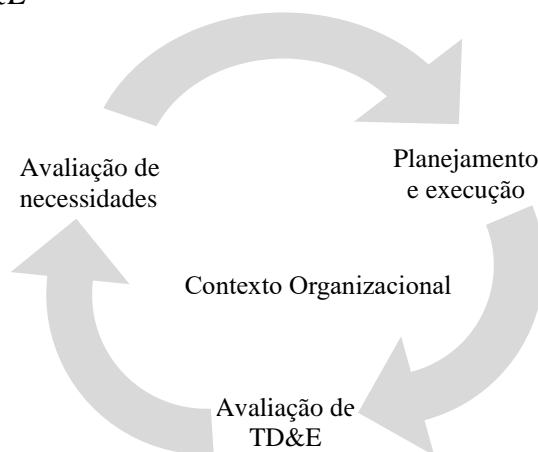 Avaliação de
necessidades
Planejamento
e execução
Contexto Organizacional
Avaliação de
TD&E